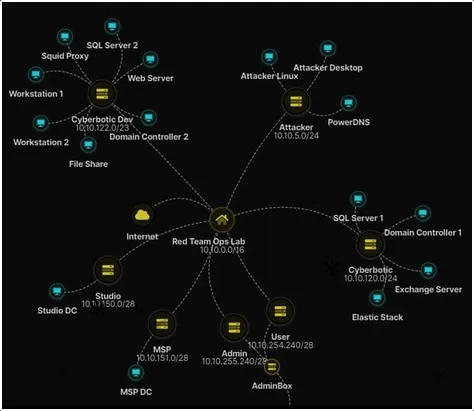 SQL Server 2
Squid Proxy
Web Server
Workstation 1
Cyberbotic Dev
10.10.122.0/23
Domain Controller 2
Workstation 2
File Share
Attacker Desktop
Attacker Linux
PowerDNS
Attacker
10.10.5.0/24
Internet
Red Team Ops Lab
10.10.0.0/16
SQL Server 1
Domain Controller 1
Cyberbotic
10.10.120.0/24
Exchange Server
Elastic Stack
Studio
10.10.150.0/28
Studio DC
MSP
10.10.151.0/28
MSP DC
Admin
10.10.255.240/28
User
10.10.254.240/28
AdminBox